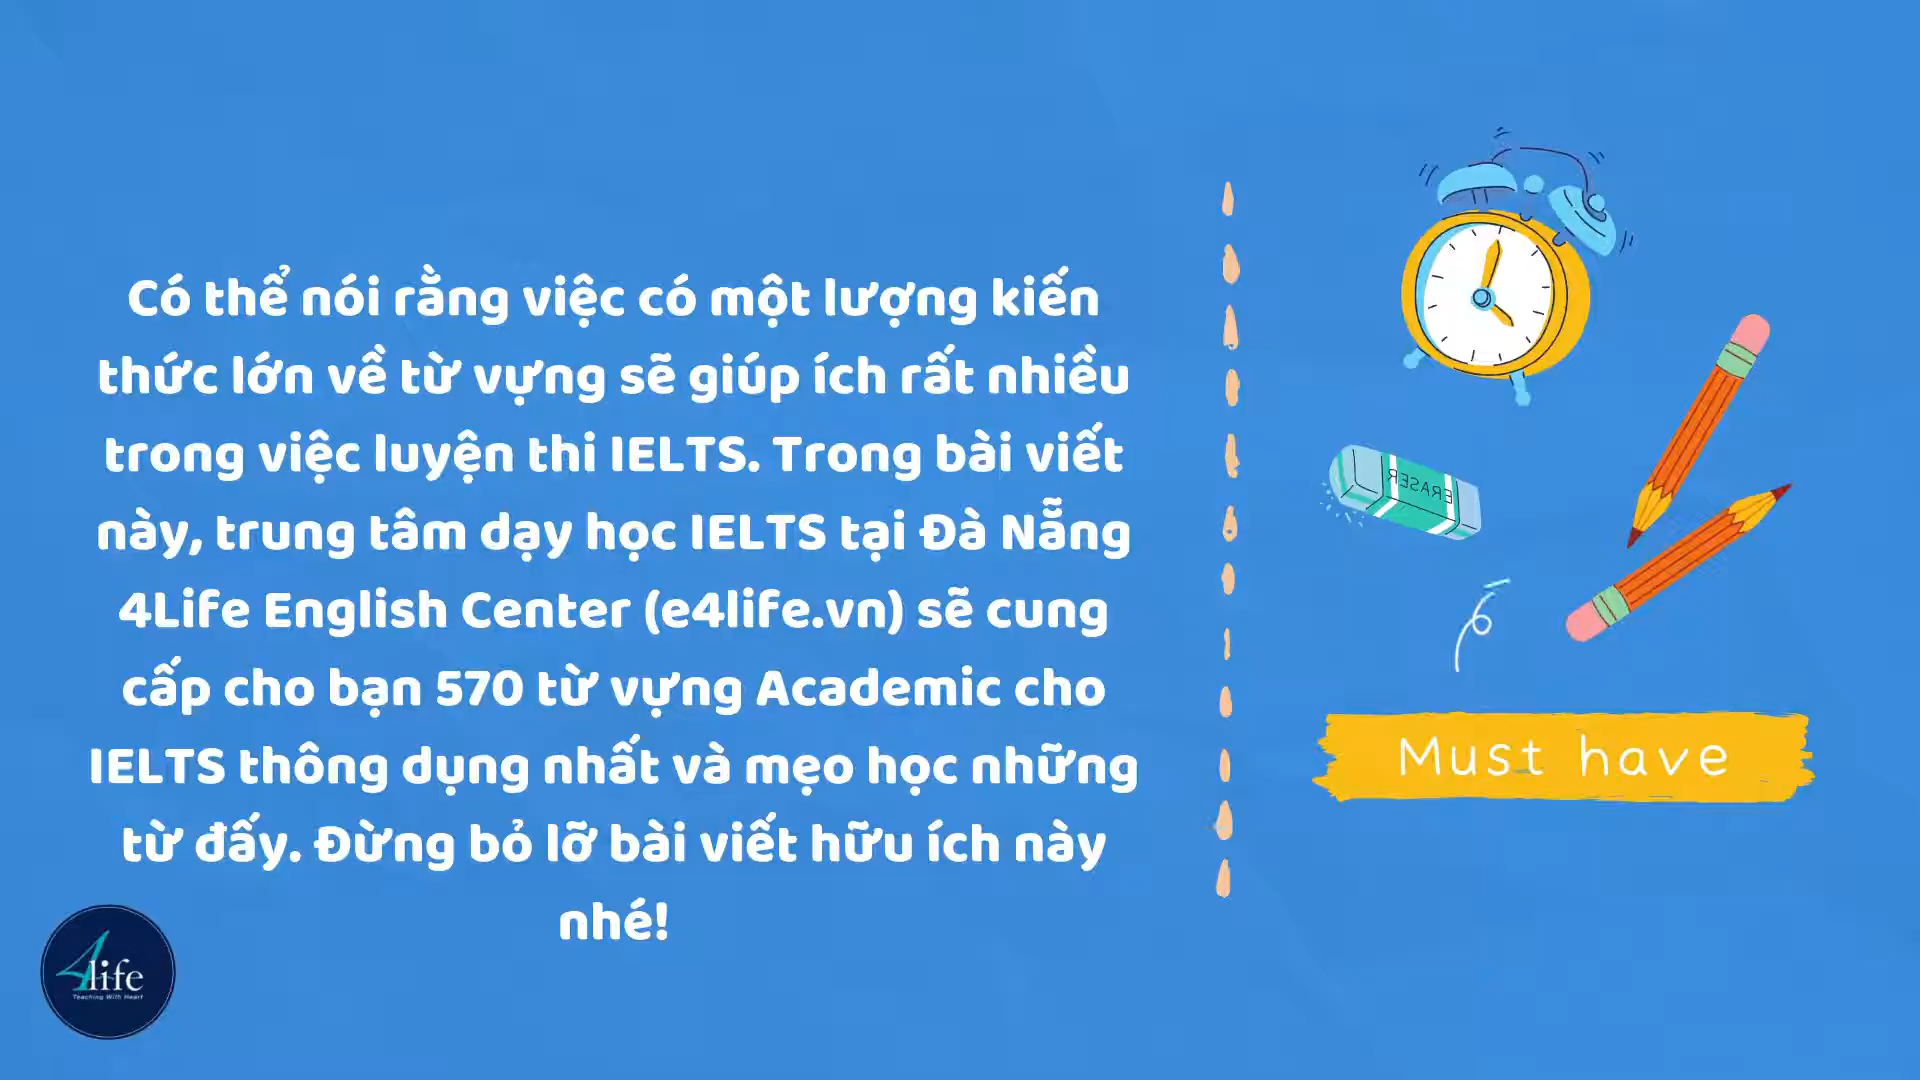 Có thể nói rằng việc có một lượng kiến
thức lớn về từ vựng sẽ giúp ích rất nhiều
trong việc luyện thi IELTS. Trong bài viết
này, trung tâm dạy học IELTS tại Đà Nẵng
4Life English Center (e4life.vn) sẽ cung
cấp cho bạn 570 từ vựng Academic cho
IELTS thông dụng nhất và mẹo học những
từ đấy. Đừng bỏ lỡ bài viết hữu ích này
nhé!
ERASER
Must have
4life
Teaching With Heart